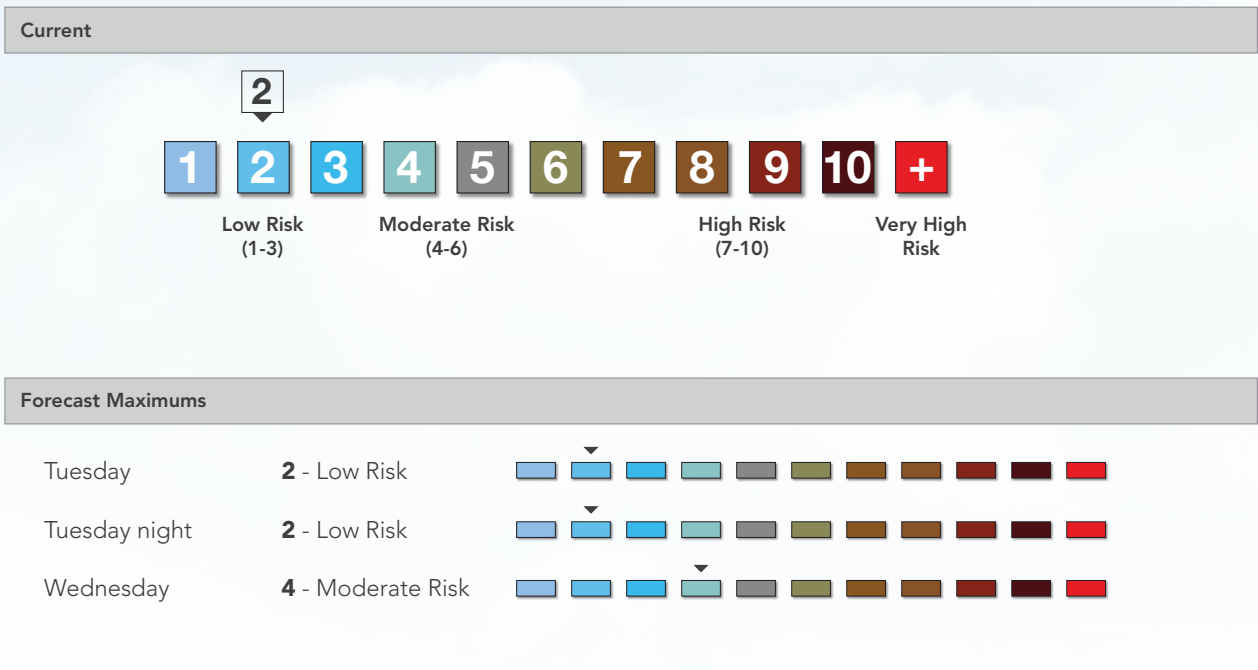 Current
2
1 2 3 4 5 6 7 8 9 10 +
Low Risk Moderate Risk High Risk Very High
(1-3) (4-6) (7-10) Risk
Forecast Maximums
Tuesday 2 - Low Risk
Tuesday night 2 - Low Risk
Wednesday 4 - Moderate Risk